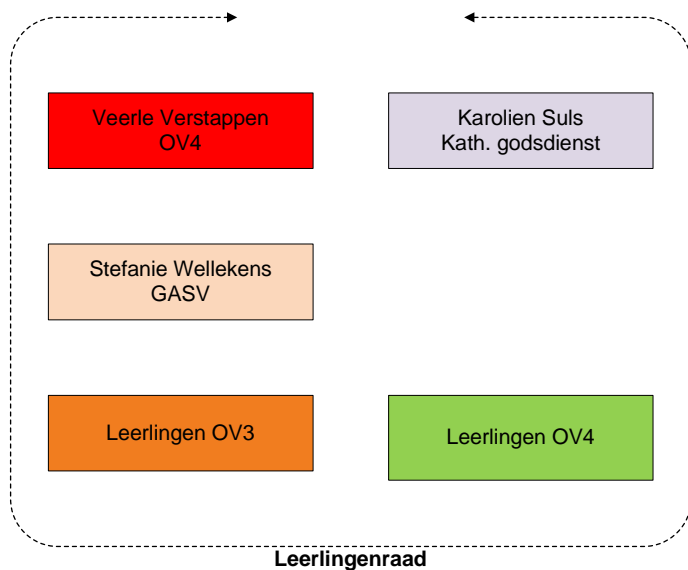 Veerle Verstappen
OV4
Karolien Suls
Kath. godsdienst
Stefanie Wellekens
GASV
Leerlingen OV3
Leerlingen OV4
Leerlingenraad